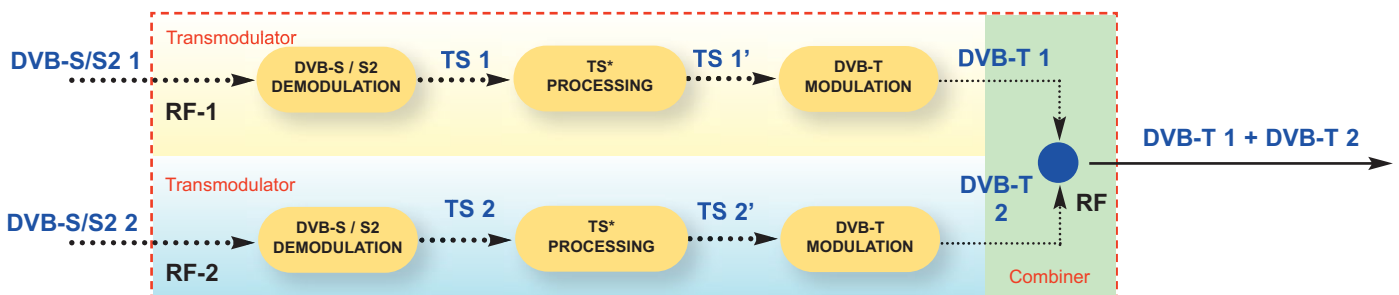 Transmodulator
DVB-S/S2 1
RF-1
DVB-S / S2
DEMODULATION
TS 1
TS*
PROCESSING
TS 1’
DVB-T
MODULATION
DVB-T 1
Transmodulator
DVB-S/S2 2
RF-2
DVB-S / S2
DEMODULATION
TS 2
TS*
PROCESSING
TS 2’
DVB-T
MODULATION
DVB-T
2
RF
Combiner
DVB-T 1 + DVB-T 2